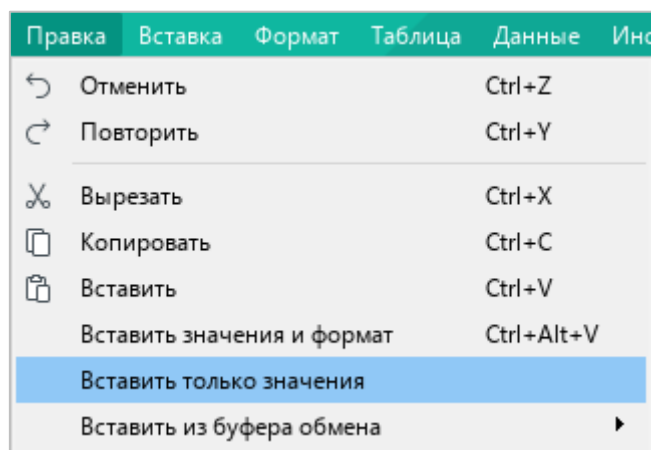 Правка Вставка Формат Таблица Данные
Отменить Ctrl+Z
Повторить Ctrl+Y
Вырезать Ctrl+X
Копировать Ctrl+C
Вставить Ctrl+V
Вставить значения и формат Ctrl+Alt+V
Вставить только значения
Вставить из буфера обмена